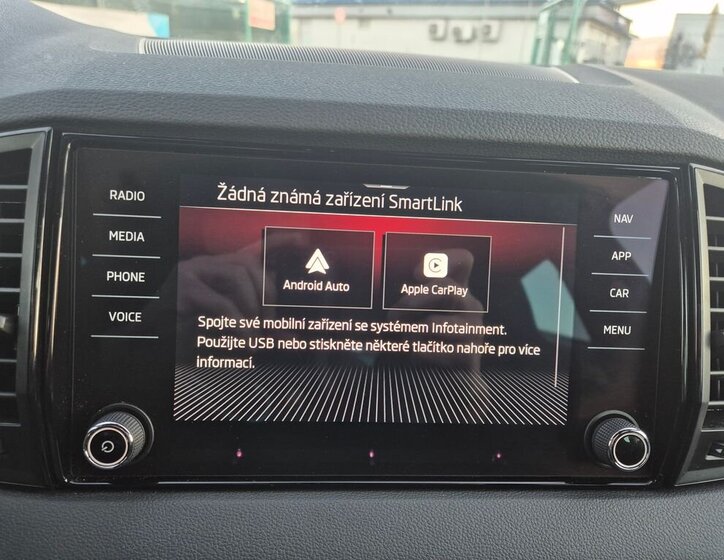 Žádná známá zařízení SmartLink
RADIO
MEDIA
PHONE
VOICE
Android Auto
Apple CarPlay
Spojte své mobilní zařízení se systémem Infotainment.
Použijte USB nebo stiskněte některé tlačítko nahoře pro více
informací.
NAV
APP
CAR
MENU